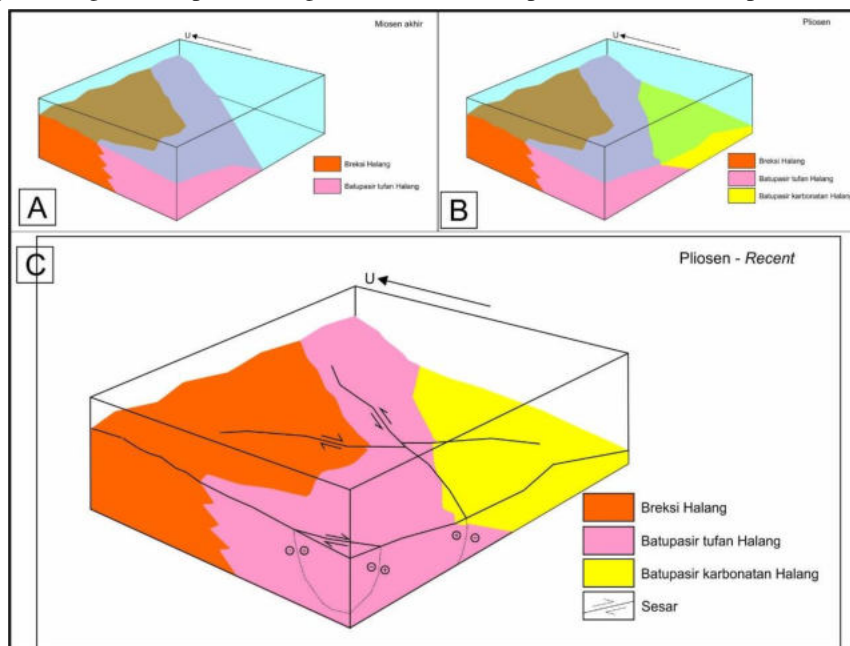 Miosen akhir
U
Breksi Halang
Batupasir tufan Halang
A
Pliosen
U
Breksi Halang
Batupasir tufan Halang
Batupasir karbonatan Halang
B
C
Pliosen - Recent
U
Breksi Halang
Batupasir tufan Halang
Batupasir karbonatan Halang
Sesar